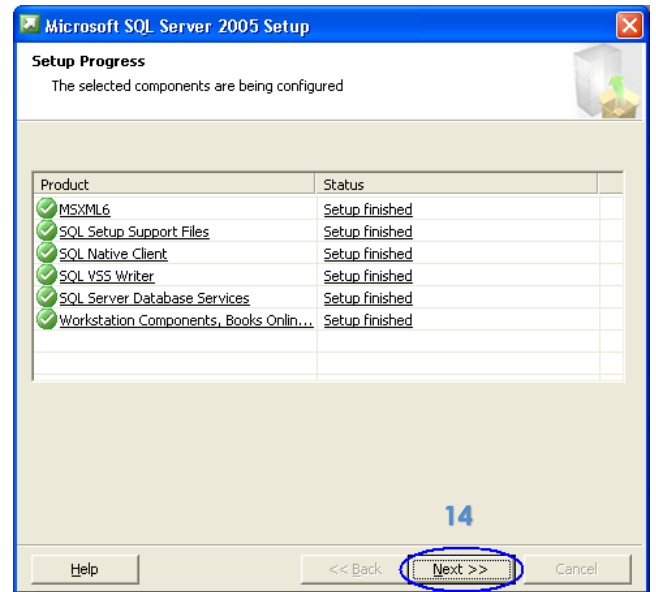 Microsoft SQL Server 2005 Setup
Setup Progress
The selected components are being configured
Product Status
MSXML6 Setup finished
SQL Setup Support Files Setup finished
SQL Native Client Setup finished
SQL VSS Writer Setup finished
SQL Server Database Services Setup finished
Workstation Components, Books Onlin... Setup finished
14
Help << Back Next >> Cancel